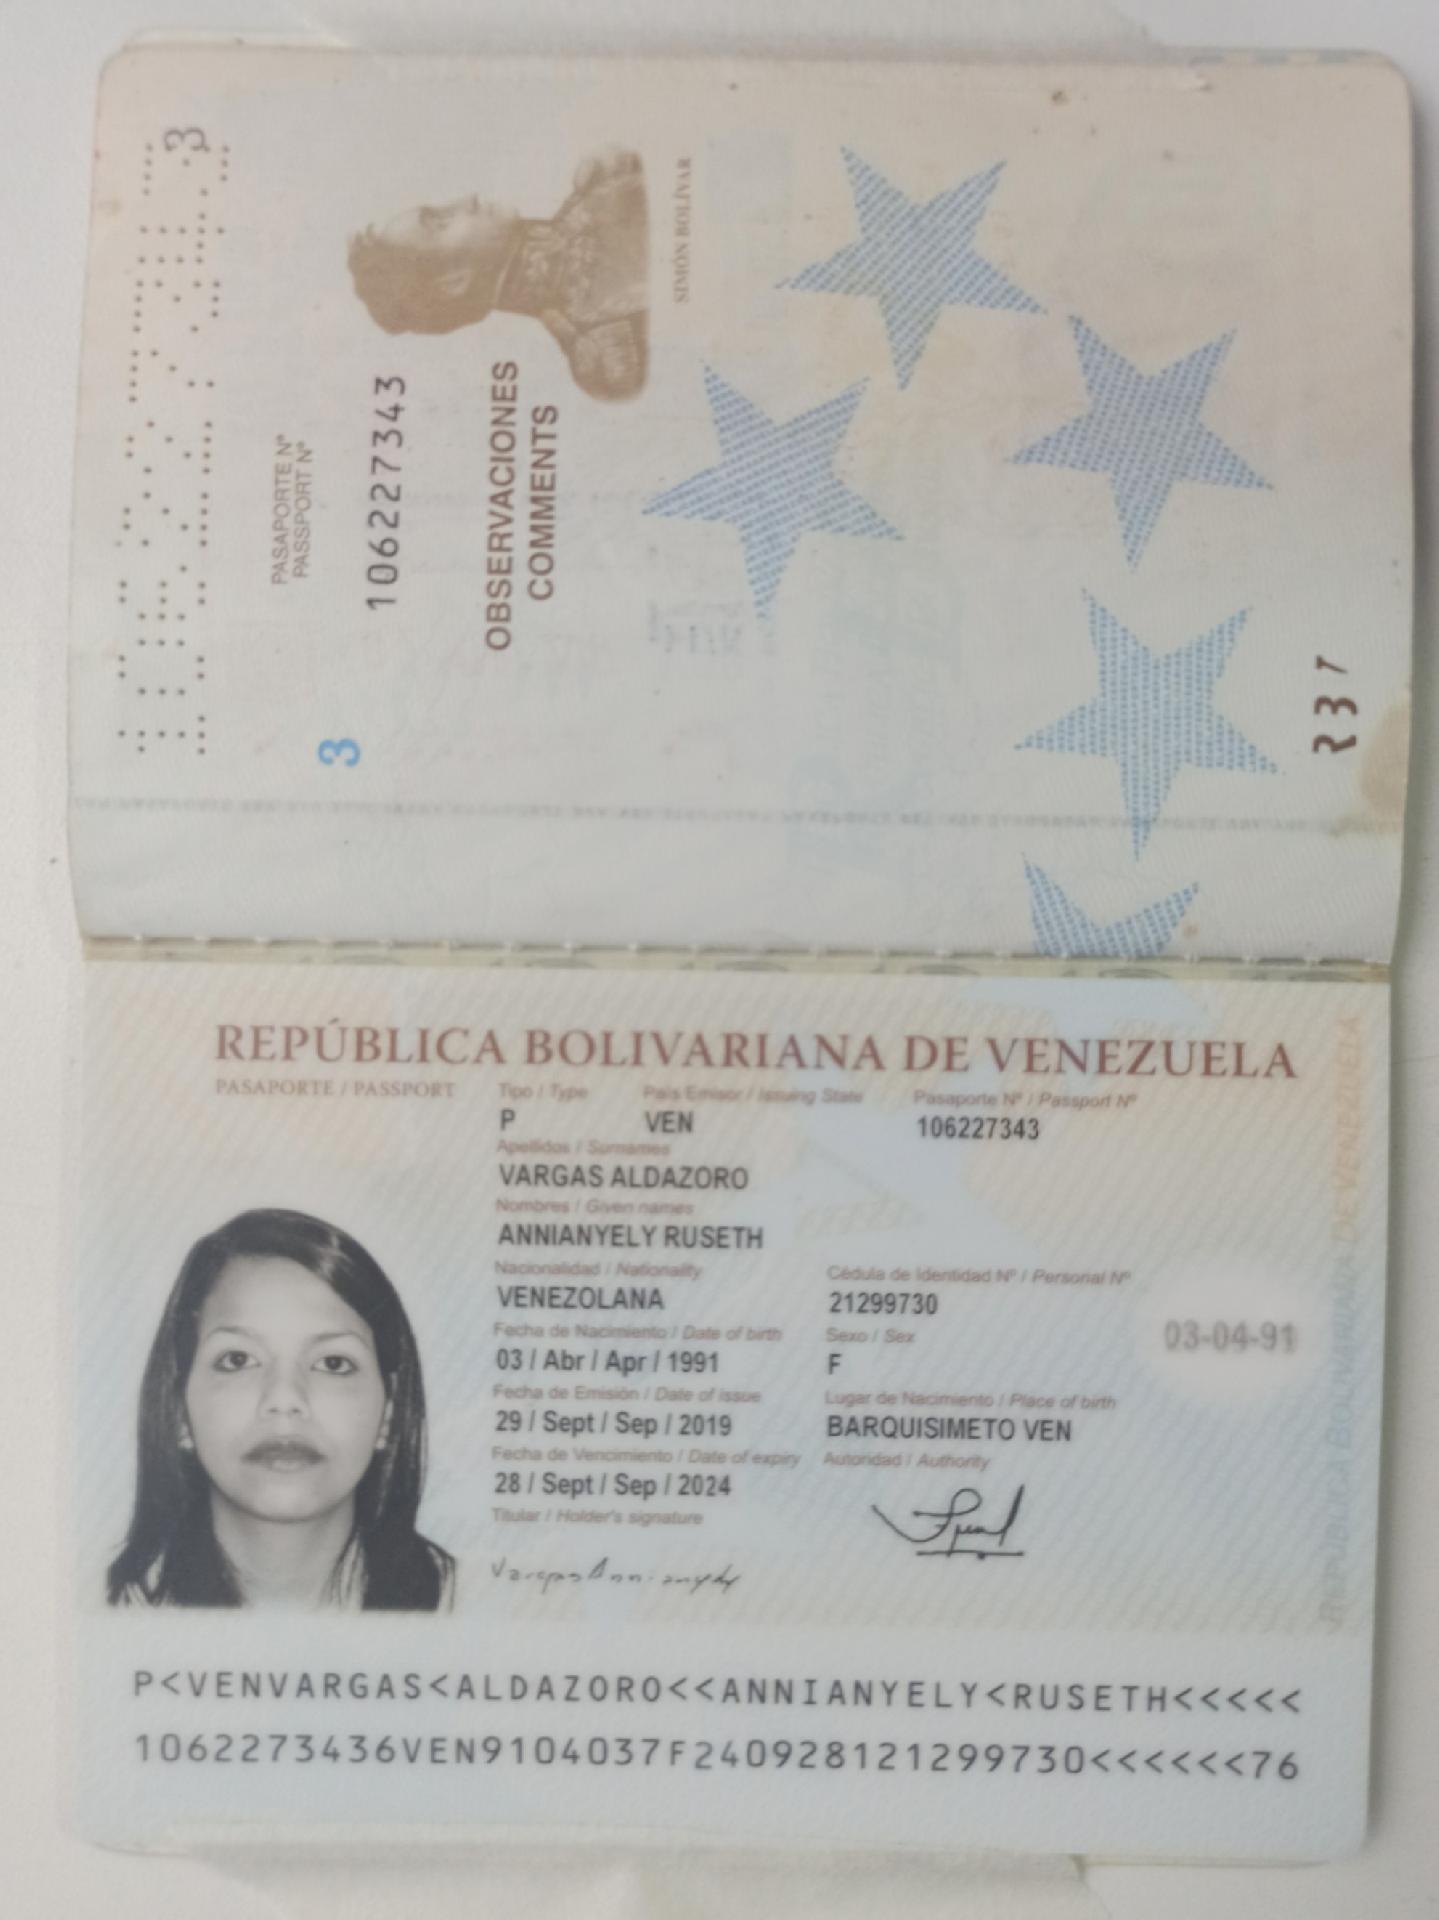 3
PASAPORTE Nº
PASSPORT Nº
106227343
OBSERVACIONES
COMMENTS
SIMÓN BOLÍVAR
3
REPÚBLICA BOLIVARIANA DE VENEZUELA
PASAPORTE / PASSPORT
Tipo / Type País Emisor / Issuing State Pasaporte Nº / Passport Nº
P VEN 106227343
Apellidos / Surnames
VARGAS ALDAZORO
Nombres / Given names
ANNIANYELY RUSETH
Nacionalidad / Nationality Cédula de Identidad Nº / Personal Nº
VENEZOLANA 21299730
Fecha de Nacimiento / Date of birth Sexo / Sex
03 / Abr / Apr / 1991 F
03-04-91
Fecha de Emisión / Date of issue Lugar de Nacimiento / Place of birth
29 / Sept / Sep / 2019 BARQUISIMETO VEN
Fecha de Vencimiento / Date of expiry Autoridad / Authority
28 / Sept / Sep / 2024
Titular / Holder's signature
Vargas Annianyely
REPÚBLICA BOLIVARIANA DE VENEZUELA
P<VENVARGAS<ALDAZORO<<ANNIANYELY<RUSETH<<<<<
1062273436VEN9104037F240928121299730<<<<<<76